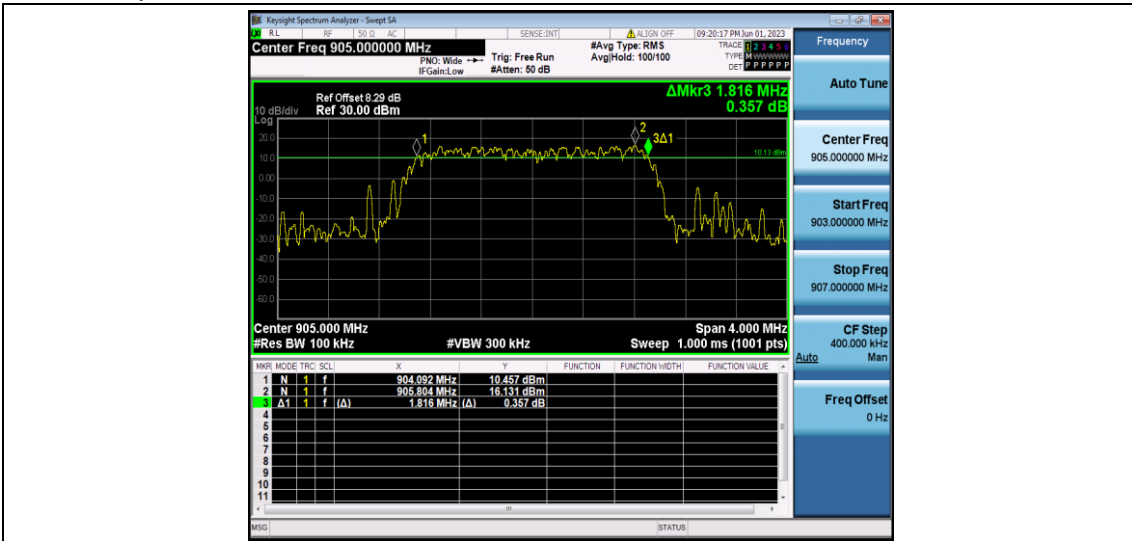 Keysight Spectrum Analyzer - Swept SA
RL RF 50 Ω AC SENSE:INT ALIGN OFF 09:20:17 PM Jun 01, 2023
Center Freq 905.000000 MHz
PNO: Wide
IFGain:Low
Trig: Free Run
#Atten: 50 dB
#Avg Type: RMS
Avg|Hold: 100/100
TRACE 1 2 3 4 5 6
TYPE M W W W W W
DET P P P P P P
ΔMkr3 1.816 MHz
0.357 dB
Ref Offset 8.29 dB
10 dB/div Ref 30.00 dBm
Log
20.0
10.0
0.00
-10.0
-20.0
-30.0
-40.0
-50.0
-60.0
1
2
3Δ1
10.13 dBm
Center 905.000 MHz Span 4.000 MHz
#Res BW 100 kHz #VBW 300 kHz Sweep 1.000 ms (1001 pts)
MKR MODE TRC SCL X Y FUNCTION FUNCTION WIDTH FUNCTION VALUE
1 N 1 f 904.092 MHz 10.457 dBm
2 N 1 f 905.804 MHz 16.131 dBm
3 Δ1 1 f (Δ) 1.816 MHz (Δ) 0.357 dB
4
5
6
7
8
9
10
11
MSG STATUS
Frequency
Auto Tune
Center Freq
905.000000 MHz
Start Freq
903.000000 MHz
Stop Freq
907.000000 MHz
CF Step
400.000 kHz
Auto Man
Freq Offset
0 Hz